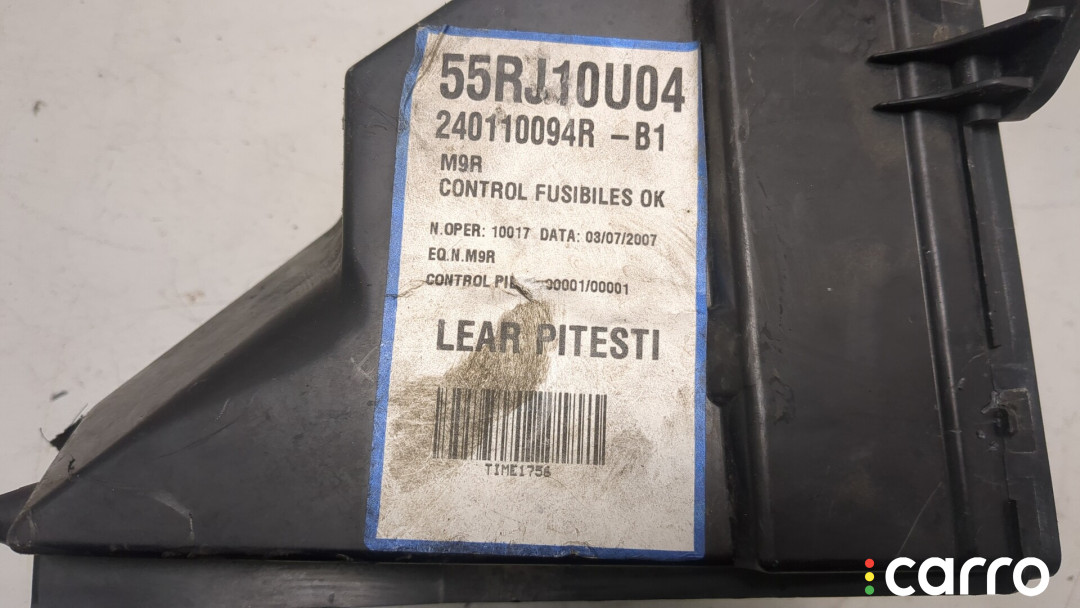 55RJ10U04
240110094R -B1
M9R
CONTROL FUSIBILES OK
N.OPER: 10017 DATA: 03/07/2007
EQ.N.M9R
CONTROL 00001/00001
LEAR PITESTI
TIME1756
carro